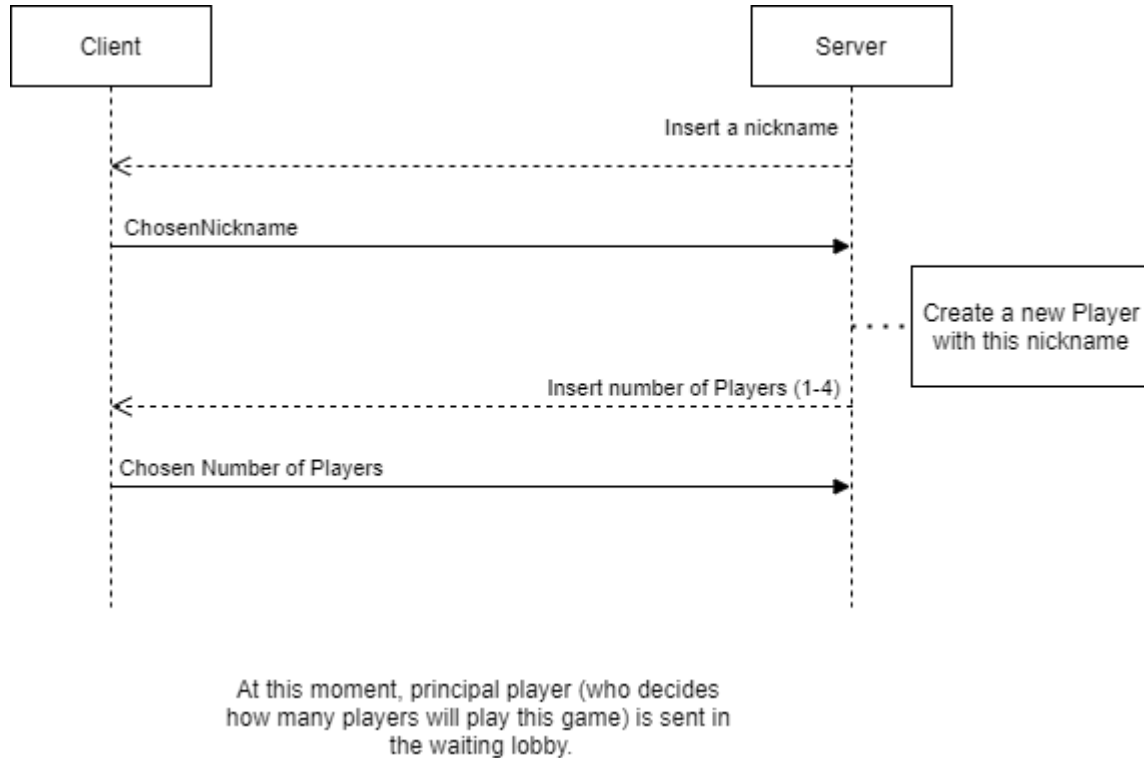 Client
Server
Insert a nickname
ChosenNickname
Create a new Player
with this nickname
Insert number of Players (1-4)
Chosen Number of Players
At this moment, principal player (who decides
how many players will play this game) is sent in
the waiting lobby.